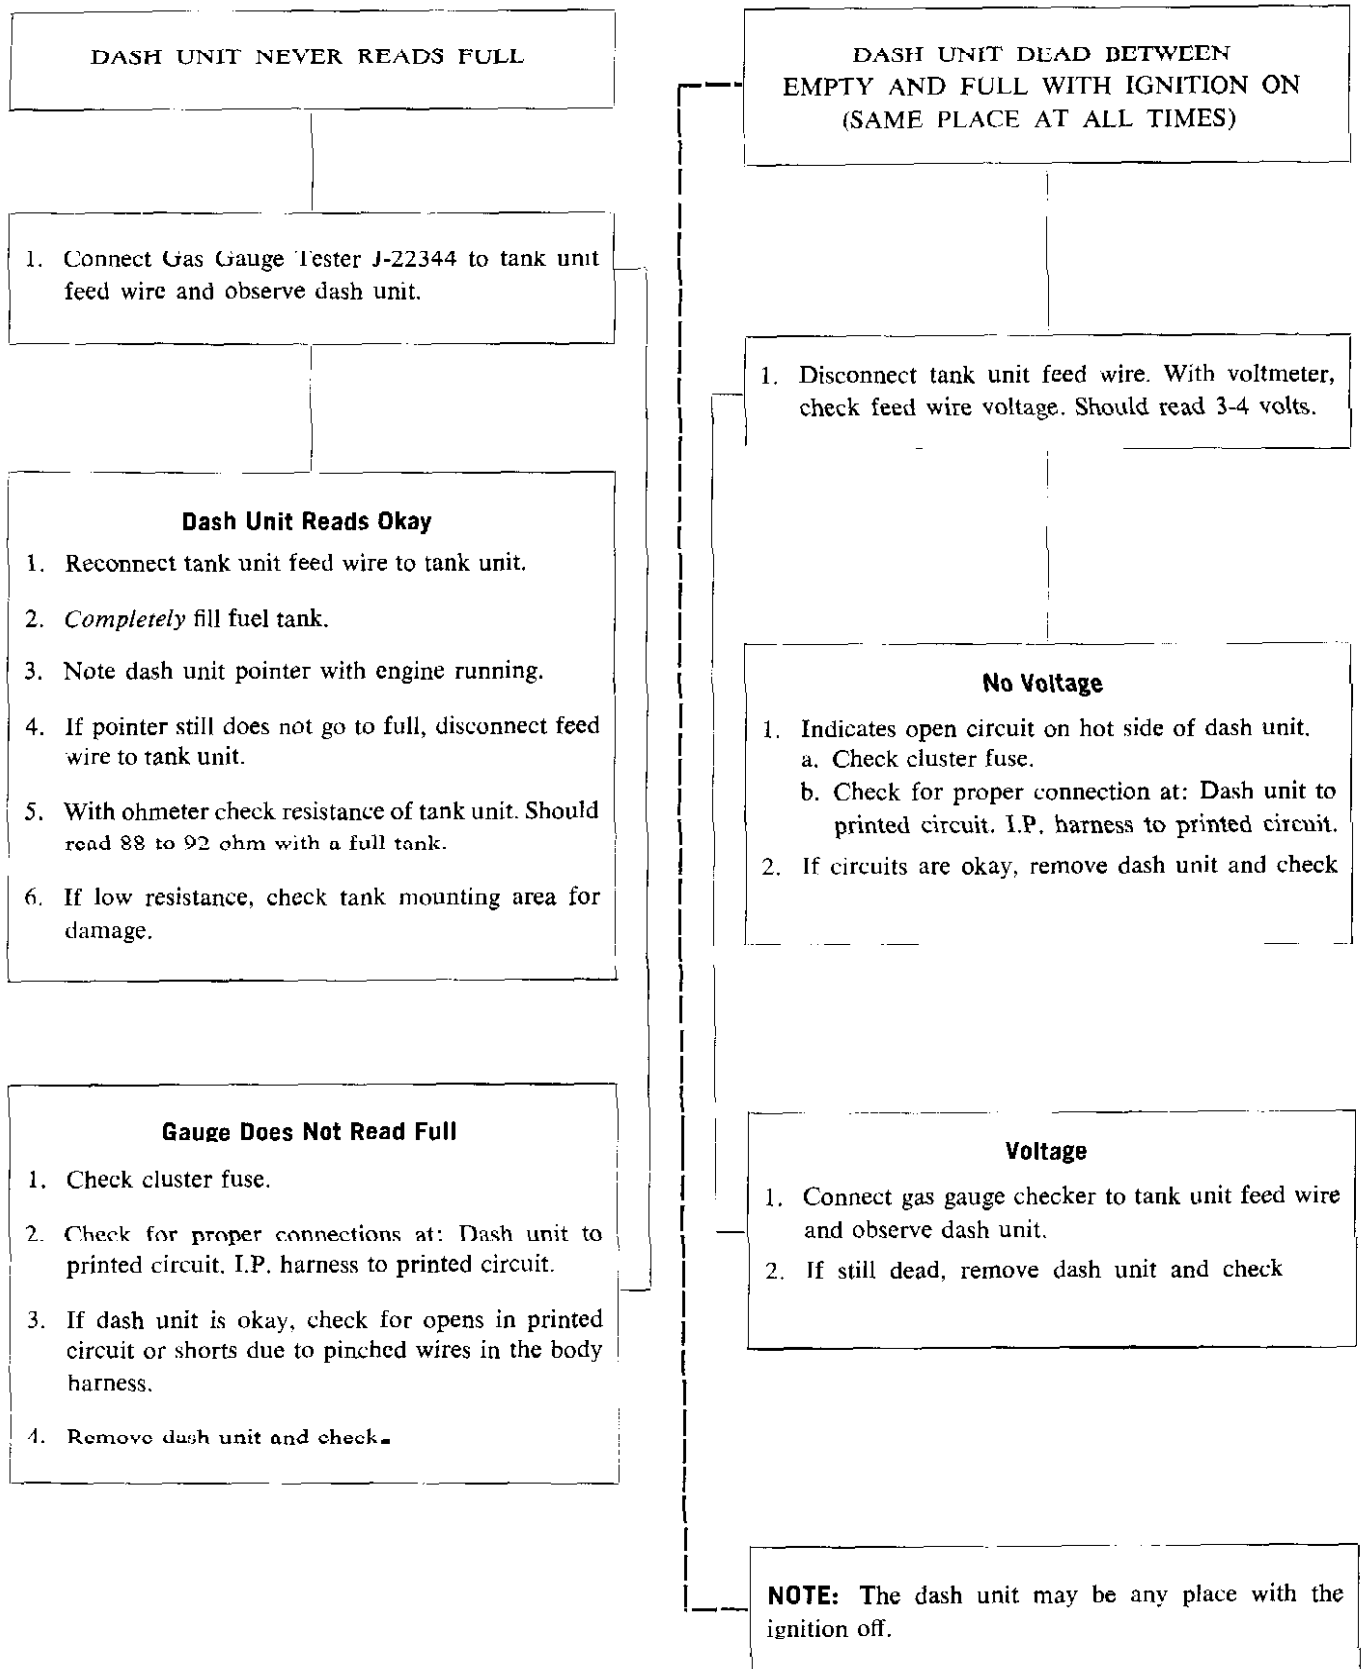 DASH UNIT NEVER READS FULL
1. Connect Gas Gauge Tester J-22344 to tank unit
feed wire and observe dash unit.
Dash Unit Reads Okay
1. Reconnect tank unit feed wire to tank unit.
2. Completely fill fuel tank.
3. Note dash unit pointer with engine running.
4. If pointer still does not go to full, disconnect feed
wire to tank unit.
5. With ohmeter check resistance of tank unit. Should
read 88 to 92 ohm with a full tank.
6. If low resistance, check tank mounting area for
damage.
Gauge Does Not Read Full
1. Check cluster fuse.
2. Check for proper connections at: Dash unit to
printed circuit. I.P. harness to printed circuit.
3. If dash unit is okay, check for opens in printed
circuit or shorts due to pinched wires in the body
harness.
4. Remove dash unit and check.
DASH UNIT DEAD BETWEEN
EMPTY AND FULL WITH IGNITION ON
(SAME PLACE AT ALL TIMES)
1. Disconnect tank unit feed wire. With voltmeter,
check feed wire voltage. Should read 3-4 volts.
No Voltage
1. Indicates open circuit on hot side of dash unit.
a. Check cluster fuse.
b. Check for proper connection at: Dash unit to
printed circuit. I.P. harness to printed circuit.
2. If circuits are okay, remove dash unit and check
Voltage
1. Connect gas gauge checker to tank unit feed wire
and observe dash unit.
2. If still dead, remove dash unit and check
NOTE: The dash unit may be any place with the
ignition off.